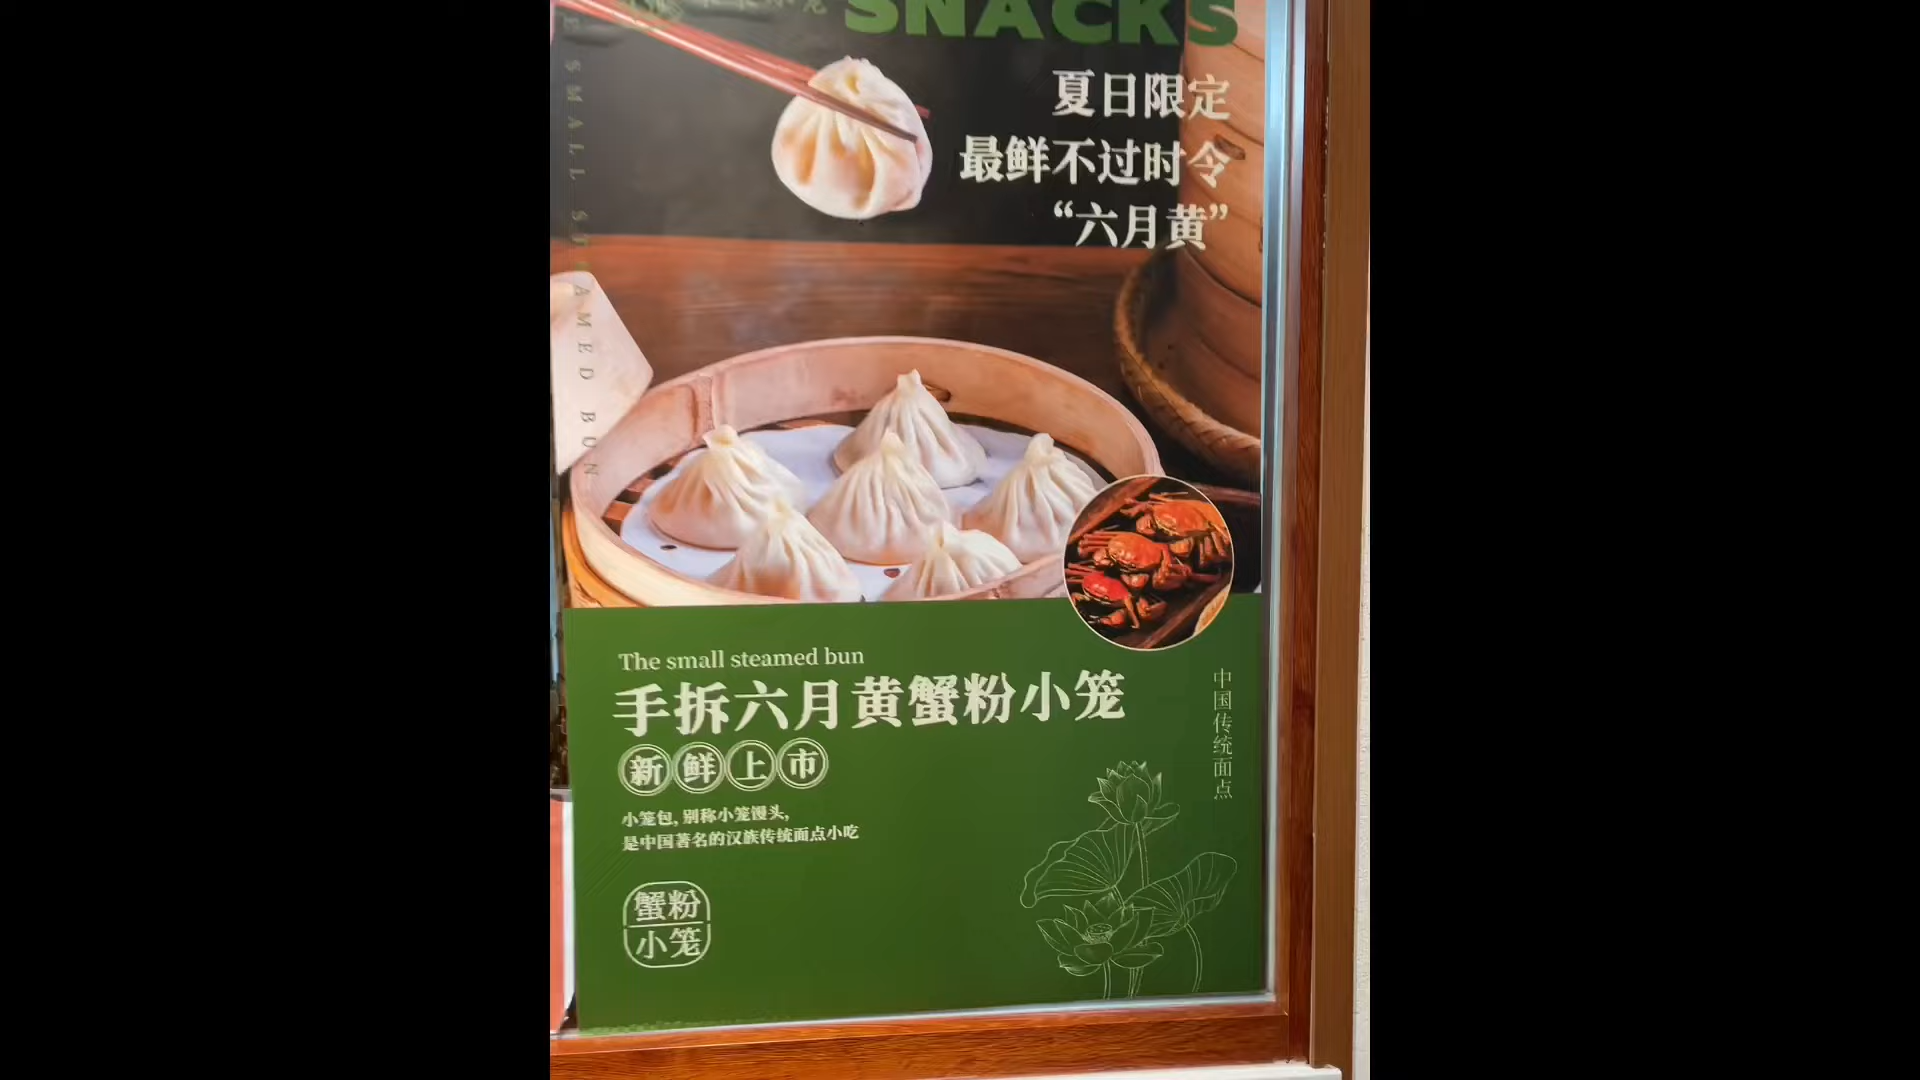 SNACKS
夏日限定
最鲜不过时令
“六月黄”
SMALL STEAMED BUN
The small steamed bun
手拆六月黄蟹粉小笼
新鲜上市
小笼包,别称小笼馒头,
是中国著名的汉族传统面点小吃
中国传统面点
蟹粉
小笼